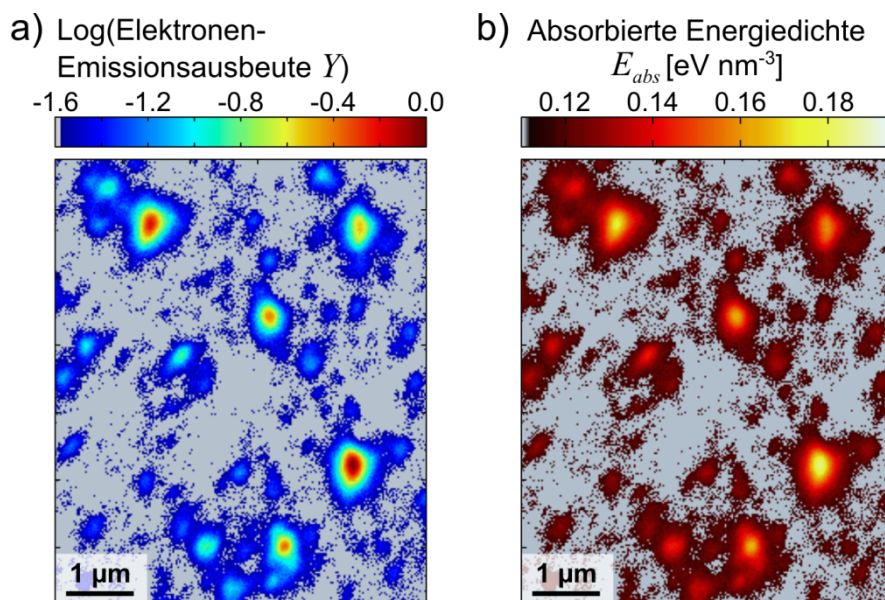 a) Log(Elektronen-
Emissionsausbeute Y)
-1.6 -1.2 -0.8 -0.4 0.0
1 µm
b) Absorbierte Energiedichte
E_abs [eV nm⁻³]
0.12 0.14 0.16 0.18
1 µm